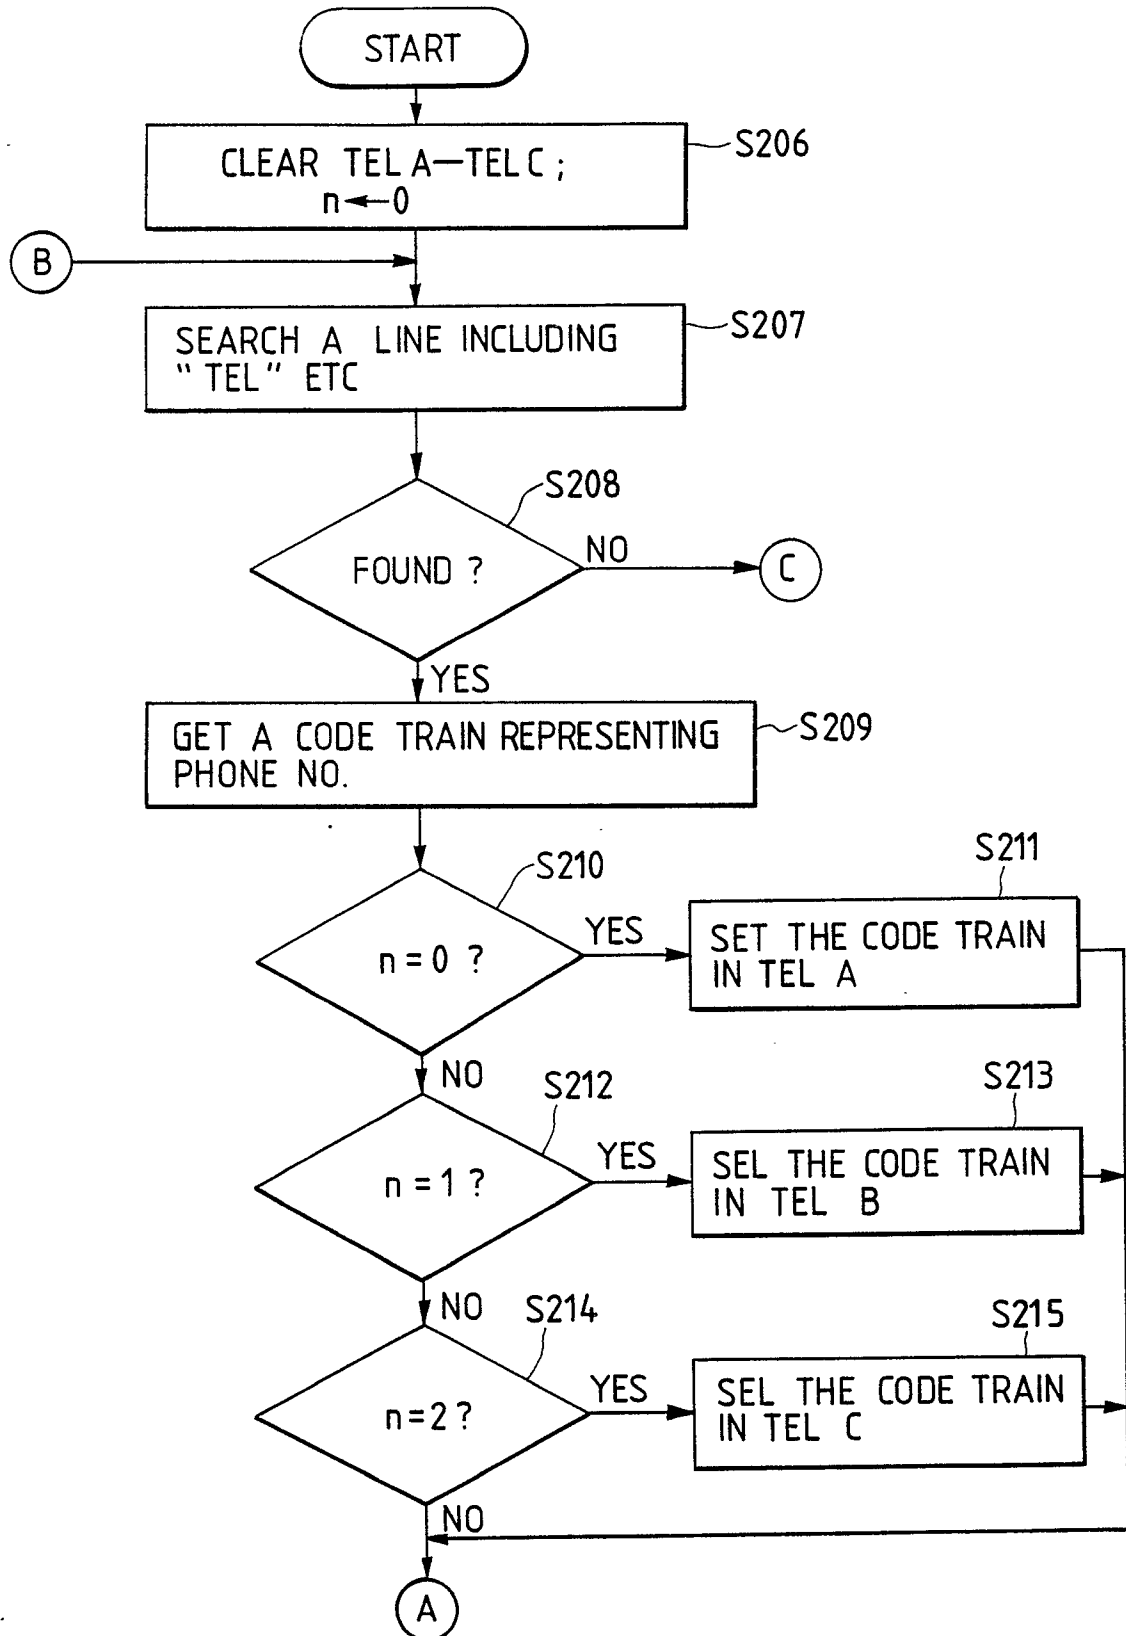 START
CLEAR TEL A—TEL C ;
n←0
S206
B
SEARCH A LINE INCLUDING
"TEL" ETC
S207
S208
FOUND ?
NO
C
YES
GET A CODE TRAIN REPRESENTING
PHONE NO.
S209
S210
n = 0 ?
YES
S211
SET THE CODE TRAIN
IN TEL A
NO
S212
n = 1 ?
YES
S213
SEL THE CODE TRAIN
IN TEL B
NO
S214
n = 2 ?
YES
S215
SEL THE CODE TRAIN
IN TEL C
NO
A